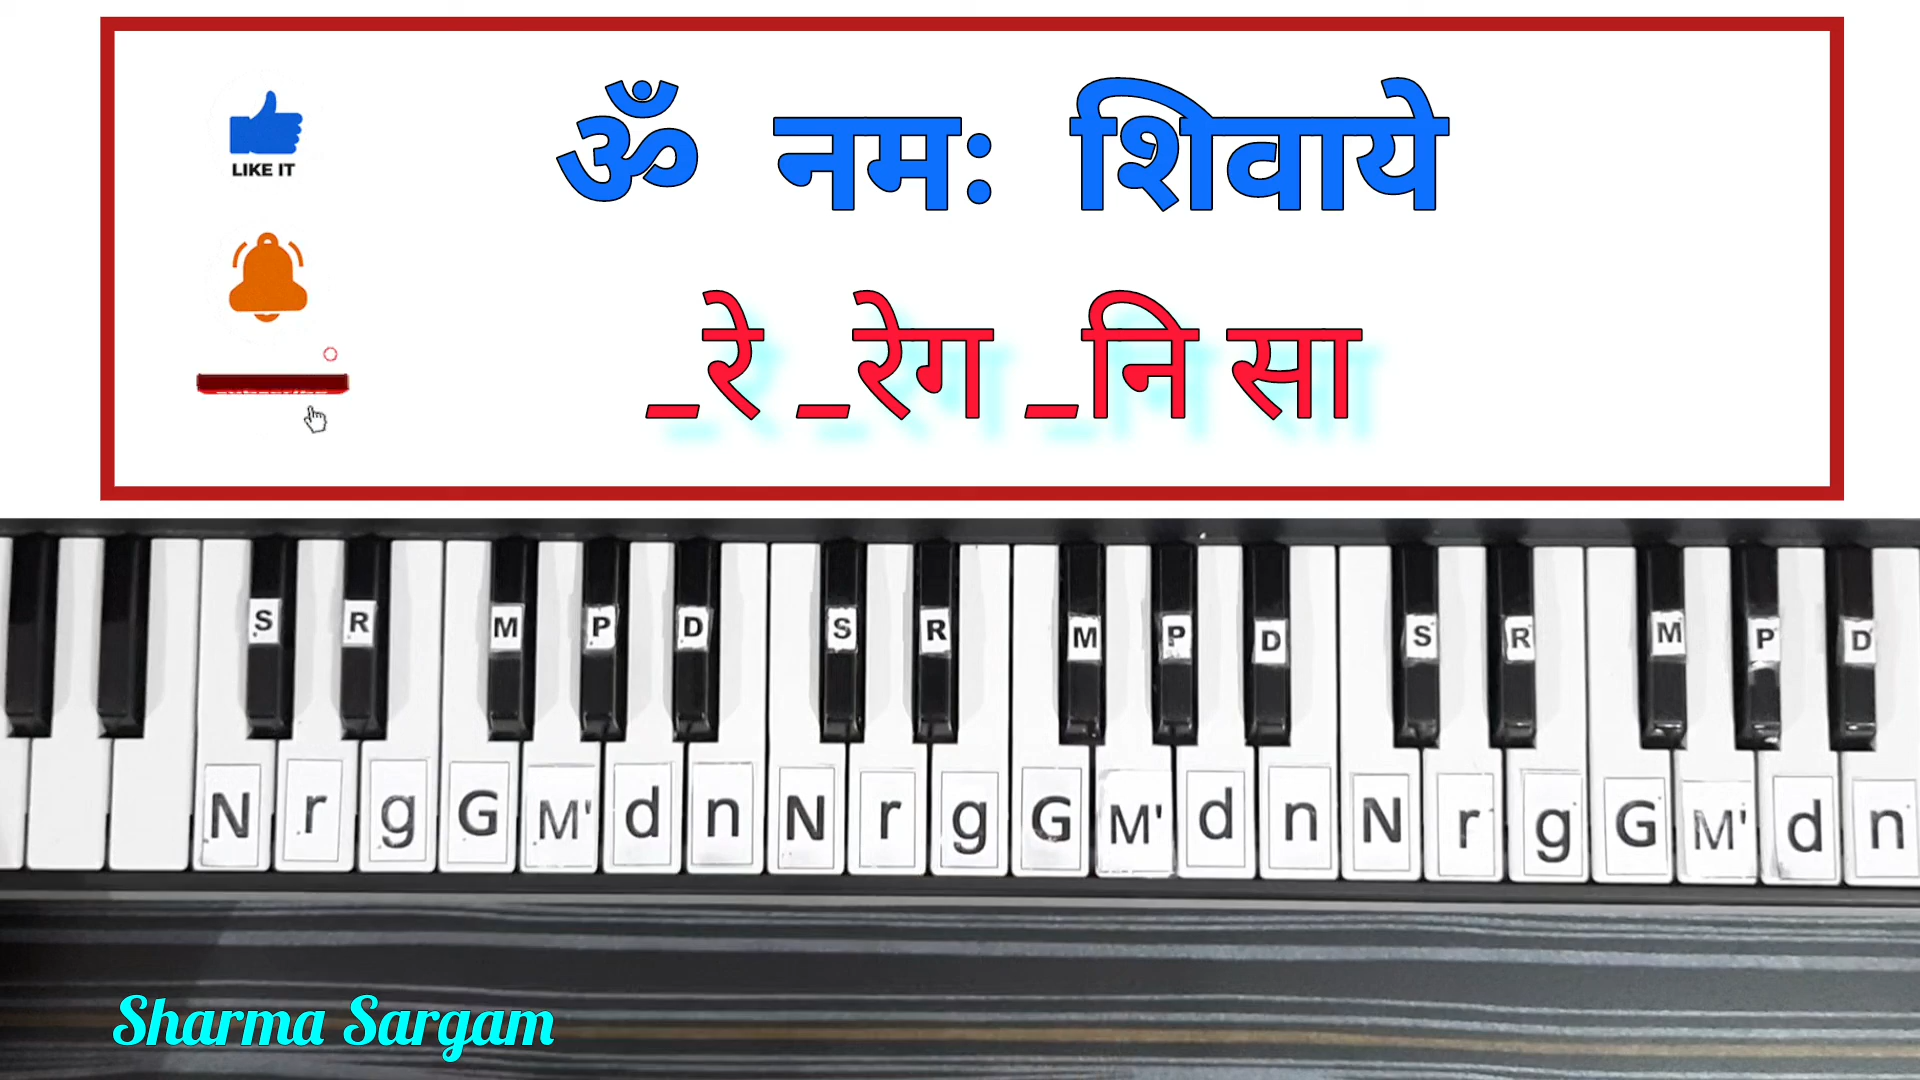 ॐ नमः शिवाये
LIKE IT
_रे _रेग _नि सा
S R M P D S R M P D S R M P D
N r g G M' d n N r g G M' d n N r g G M' d n
Sharma Sargam